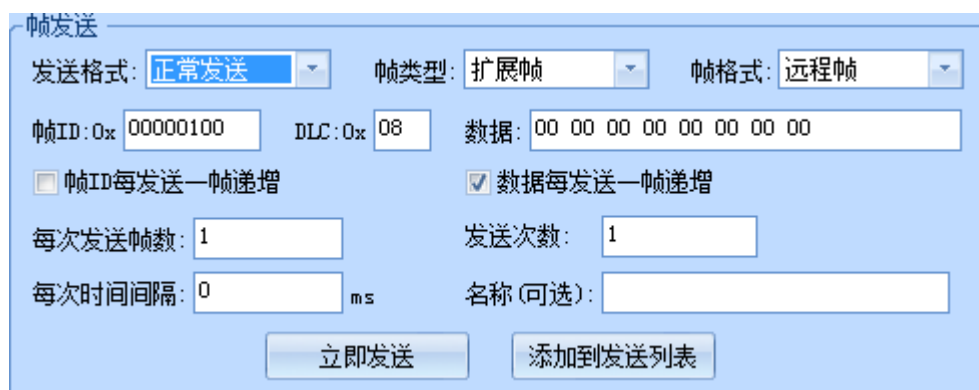 帧发送
发送格式: 正常发送 帧类型: 扩展帧 帧格式: 远程帧
帧ID:0x 00000100 DLC:0x 08 数据: 00 00 00 00 00 00 00 00
帧ID每发送一帧递增 数据每发送一帧递增
每次发送帧数: 1 发送次数: 1
每次时间间隔: 0 ms 名称(可选):
立即发送 添加到发送列表